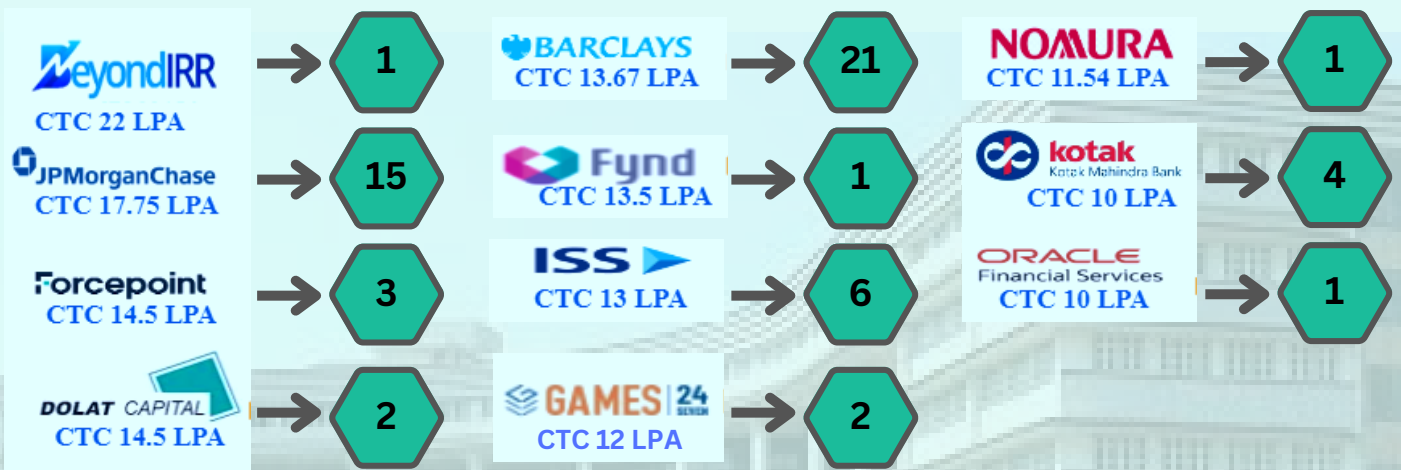 BeyondIRR
CTC 22 LPA
1
JPMorganChase
CTC 17.75 LPA
15
Forcepoint
CTC 14.5 LPA
3
DOLAT CAPITAL
CTC 14.5 LPA
2
BARCLAYS
CTC 13.67 LPA
21
Fynd
CTC 13.5 LPA
1
ISS
CTC 13 LPA
6
GAMES 24
SEVEN
CTC 12 LPA
2
NOMURA
CTC 11.54 LPA
1
kotak
Kotak Mahindra Bank
CTC 10 LPA
4
ORACLE
Financial Services
CTC 10 LPA
1